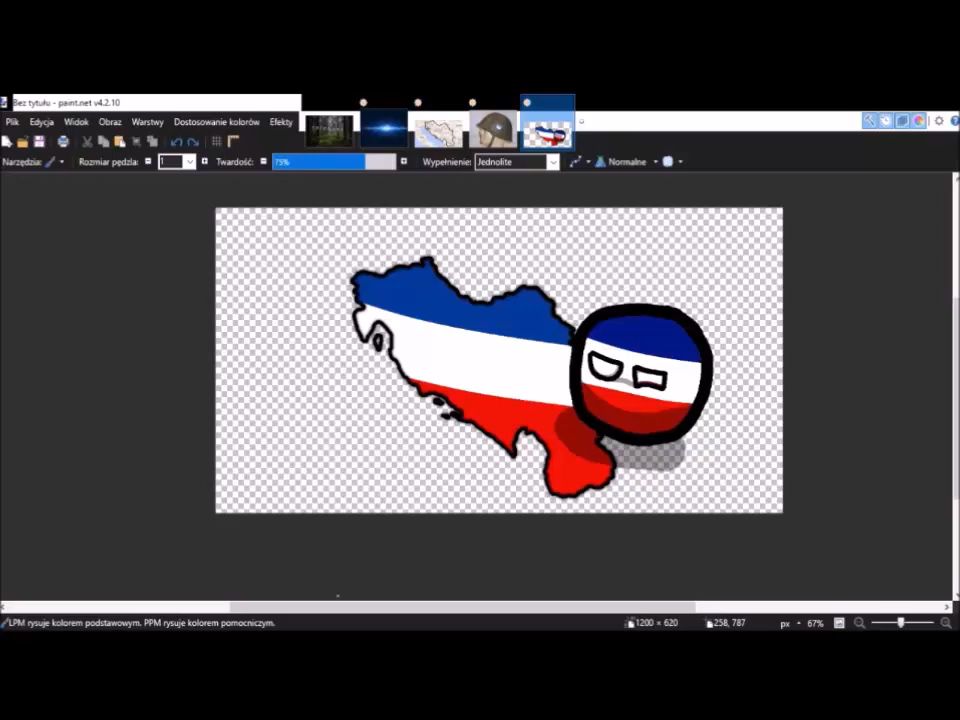 Bez tytułu - paint.net v4.2.10
Plik Edycja Widok Obraz Warstwy Dostosowanie kolorów Efekty
Narzędzia: Rozmiar pędzla: 1 Twardość: 75% Wypełnienie: Jednolite Normalne
LPM rysuje kolorem podstawowym. PPM rysuje kolorem pomocniczym. 1200 × 620 258, 787 px 67%